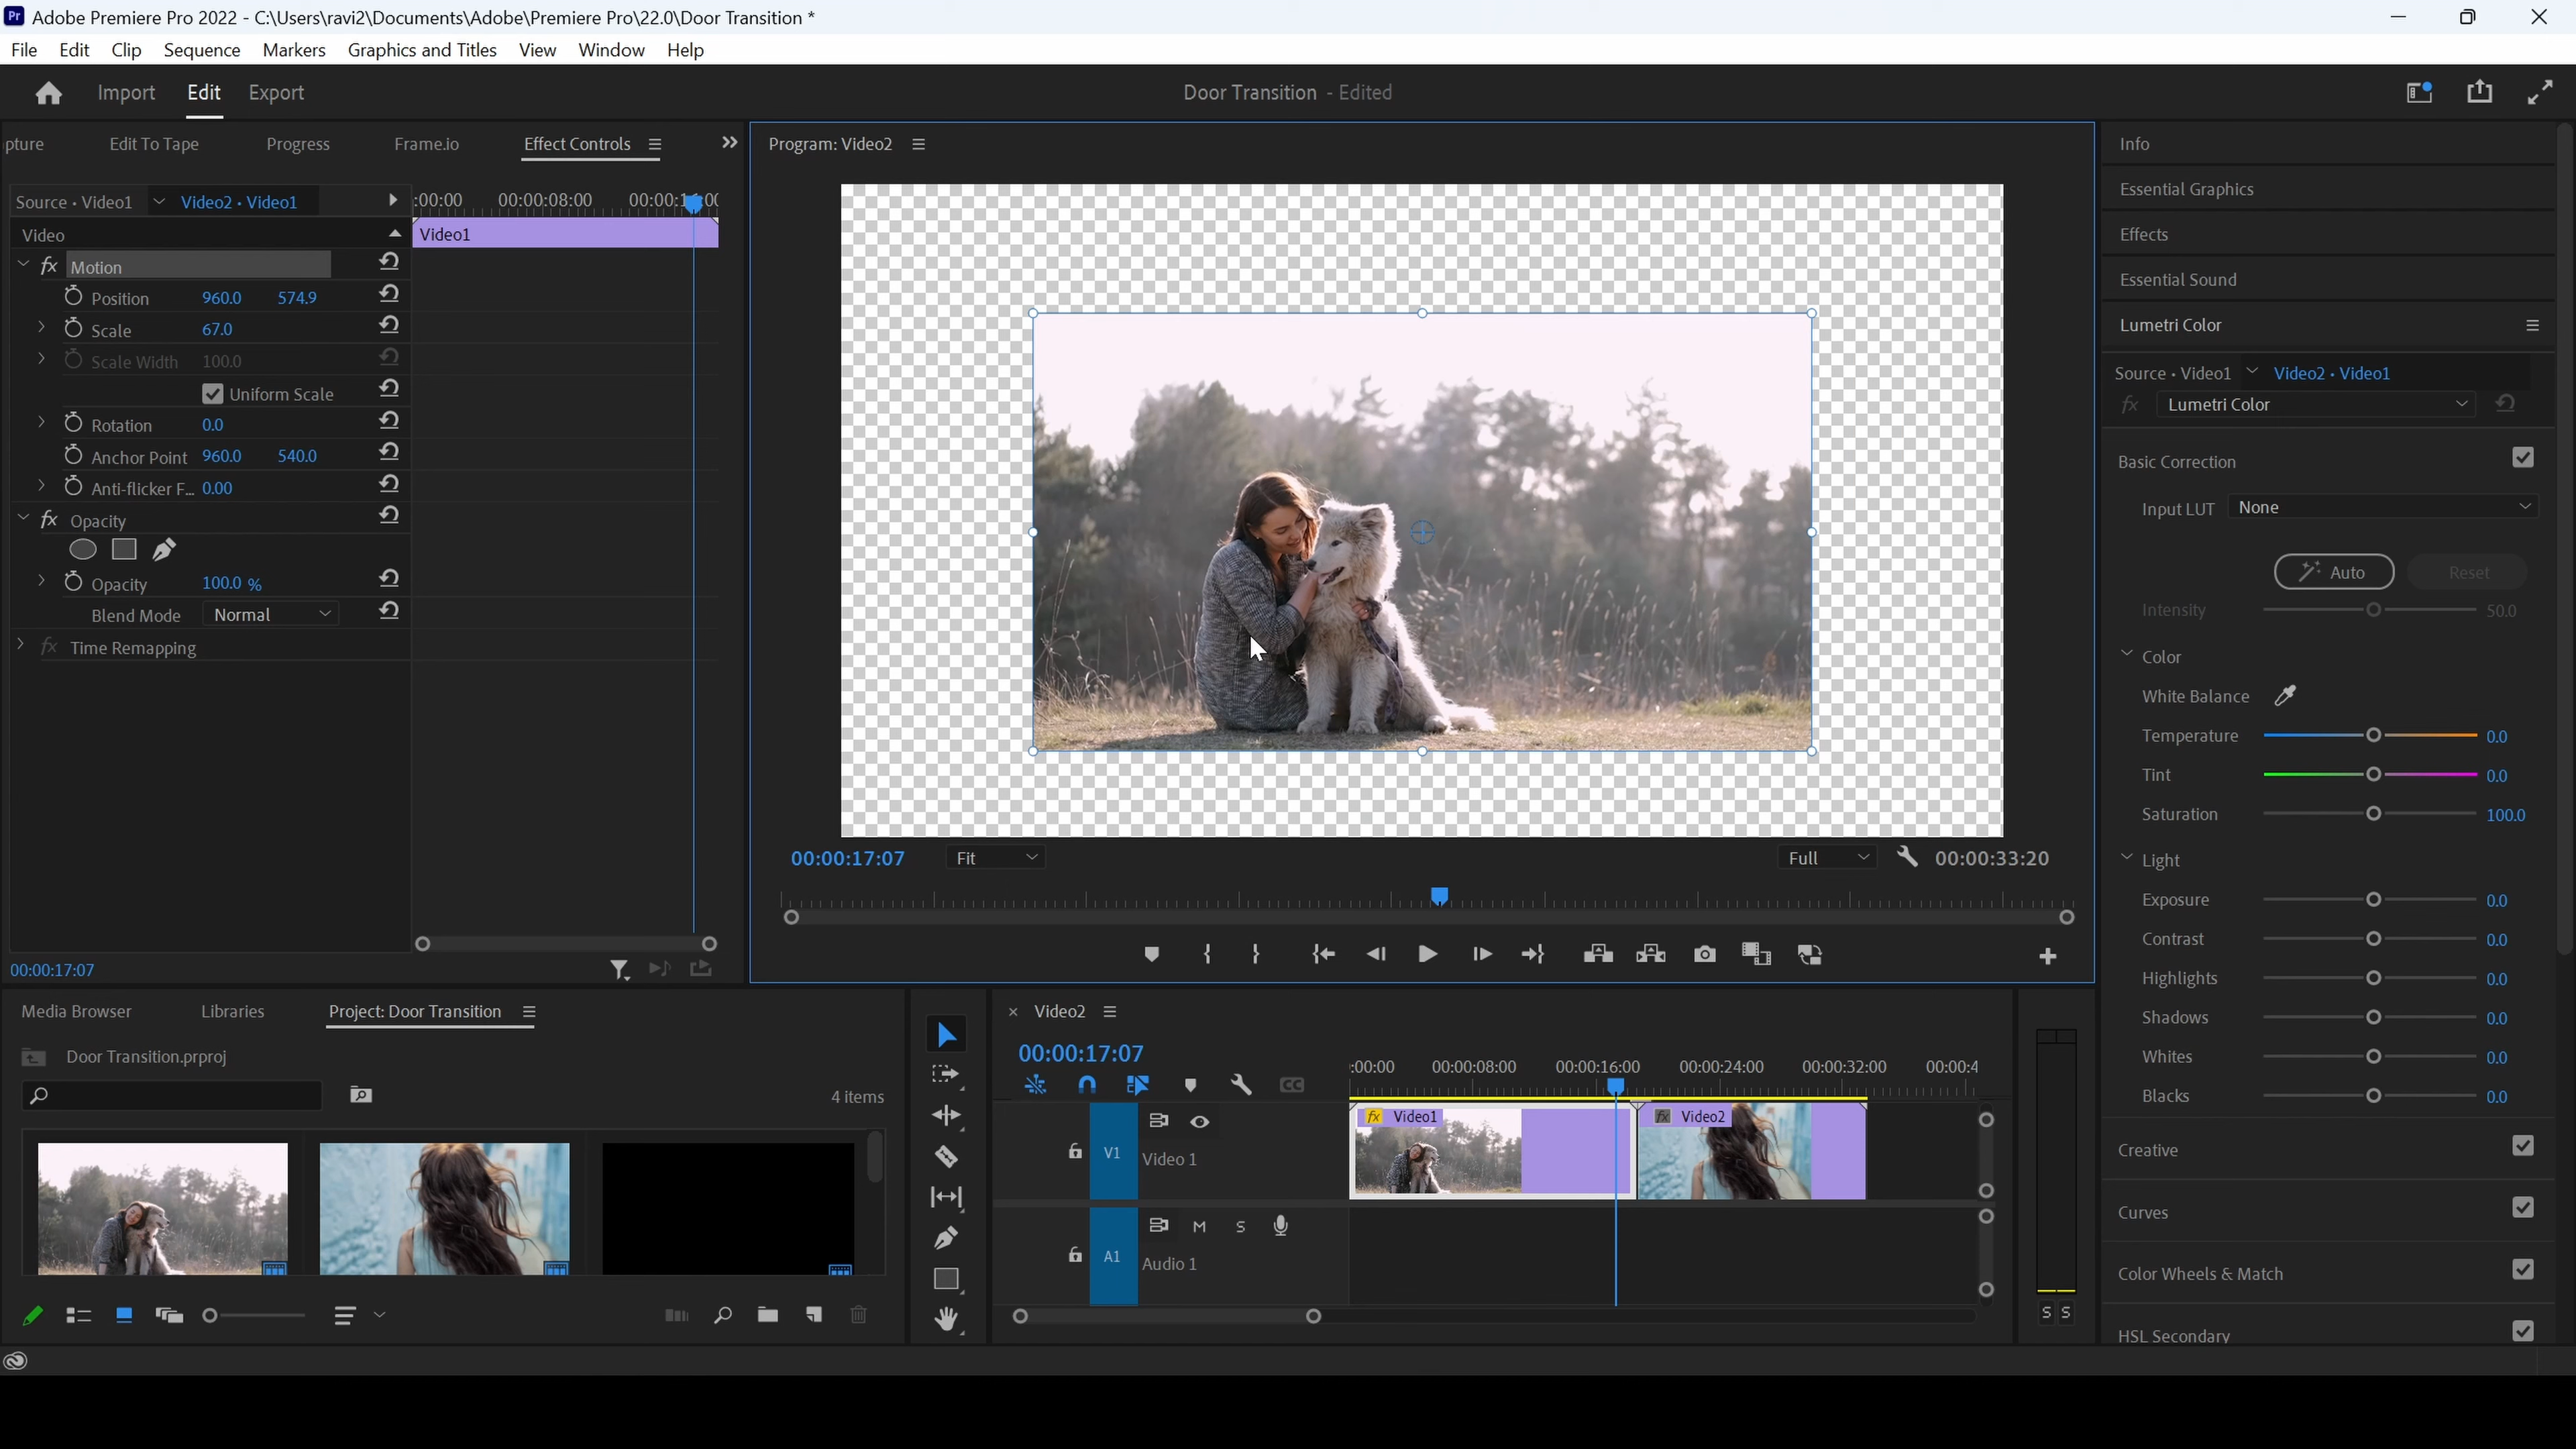 Pr Adobe Premiere Pro 2022 - C:\Users\ravi2\Documents\Adobe\Premiere Pro\22.0\Door Transition *
File Edit Clip Sequence Markers Graphics and Titles View Window Help
Import Edit Export
Door Transition - Edited
pture Edit To Tape Progress Frame.io Effect Controls
Source • Video1 Video2 • Video1
:00:00 00:00:08:00
Video
Video1
fx Motion
Position 960.0 574.9
Scale 67.0
Scale Width 100.0
Uniform Scale
Rotation 0.0
Anchor Point 960.0 540.0
Anti-flicker F... 0.00
fx Opacity
Opacity 100.0 %
Blend Mode Normal
fx Time Remapping
00:00:17:07
Program: Video2
00:00:17:07 Fit Full 00:00:33:20
Info
Essential Graphics
Effects
Essential Sound
Lumetri Color
Source • Video1 Video2 • Video1
fx Lumetri Color
Basic Correction
Input LUT None
Auto Reset
Intensity 50.0
Color
White Balance
Temperature 0.0
Tint 0.0
Saturation 100.0
Light
Exposure 0.0
Contrast 0.0
Highlights 0.0
Shadows 0.0
Whites 0.0
Blacks 0.0
Creative
Curves
Color Wheels & Match
HSL Secondary
Media Browser Libraries Project: Door Transition
Door Transition.prproj
4 items
× Video2
00:00:17:07
:00:00 00:00:08:00 00:00:16:00 00:00:24:00 00:00:32:00 00:00:4
CC
V1 Video 1
fx Video1 fx Video2
A1 M S Audio 1
S S